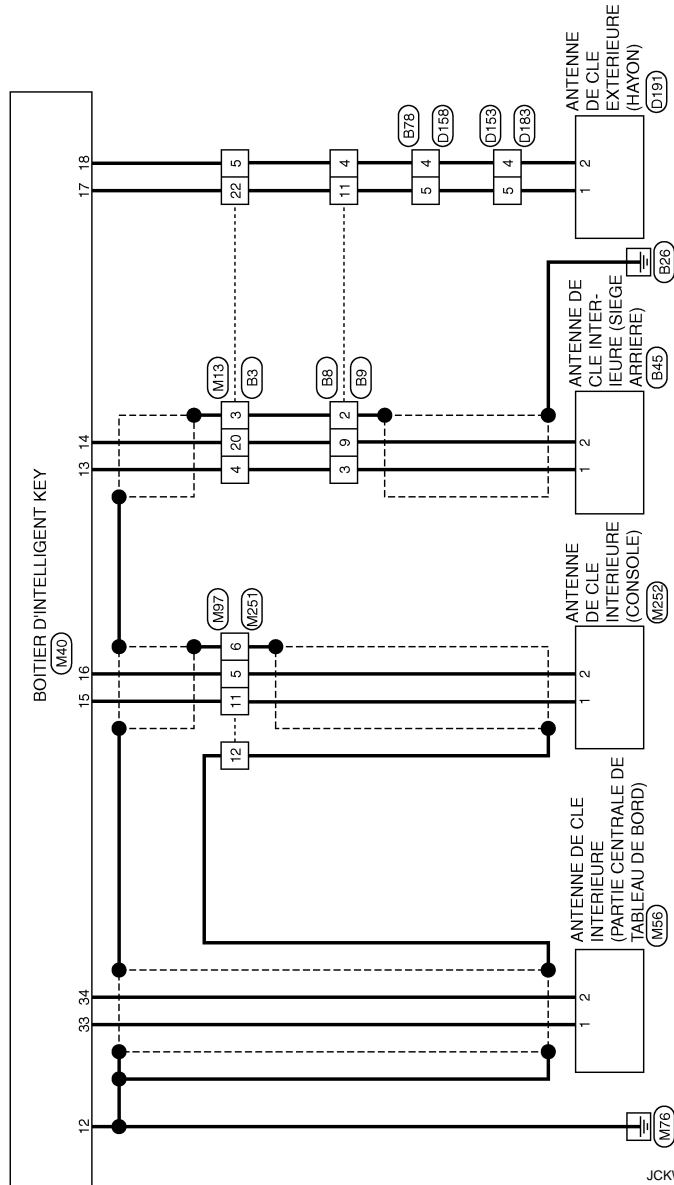 BOITIER D'INTELLIGENT KEY
M40
12
33
34
15
16
13
14
17
18
M97
M251
12
11
5
6
M13
B3
4
20
3
22
5
B8
B9
3
9
2
11
4
B78
D158
5
4
D153
D183
5
4
1
2
1
2
1
2
1
2
M76
ANTENNE DE CLE
INTERIEURE
(PARTIE CENTRALE DE
TABLEAU DE BORD)
M56
ANTENNE
DE CLE
INTERIEURE
(CONSOLE)
M252
ANTENNE DE
CLE INTER-
IEURE (SIEGE
ARRIERE)
B45
B26
ANTENNE
DE CLE
EXTERIEURE
(HAYON)
D191